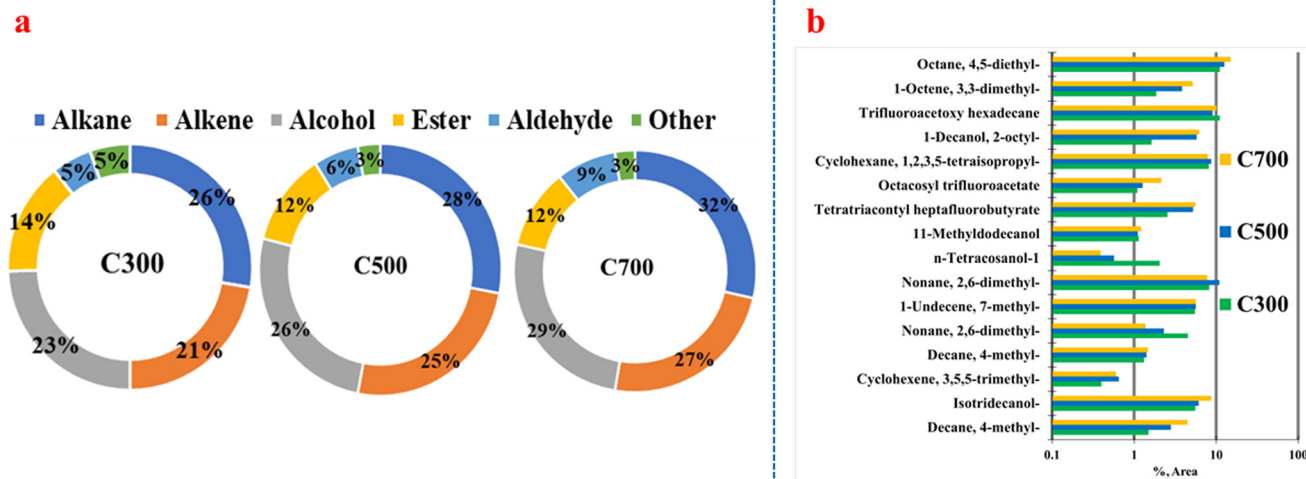 a
Alkane Alkene Alcohol Ester Aldehyde Other
5% 5%
26%
14%
C300
23%
21%
6% 3%
28%
12%
C500
26%
25%
9% 3%
32%
12%
C700
29%
27%
b
Octane, 4,5-diethyl-
1-Octene, 3,3-dimethyl-
Trifluoroacetoxy hexadecane
1-Decanol, 2-octyl-
Cyclohexane, 1,2,3,5-tetraisopropyl-
Octacosyl trifluoroacetate
Tetratriacontyl heptafluorobutyrate
11-Methyldodecanol
n-Tetracosanol-1
Nonane, 2,6-dimethyl-
1-Undecene, 7-methyl-
Nonane, 2,6-dimethyl-
Decane, 4-methyl-
Cyclohexene, 3,5,5-trimethyl-
Isotridecanol-
Decane, 4-methyl-
C700
C500
C300
0.1 1 10 100
%, Area